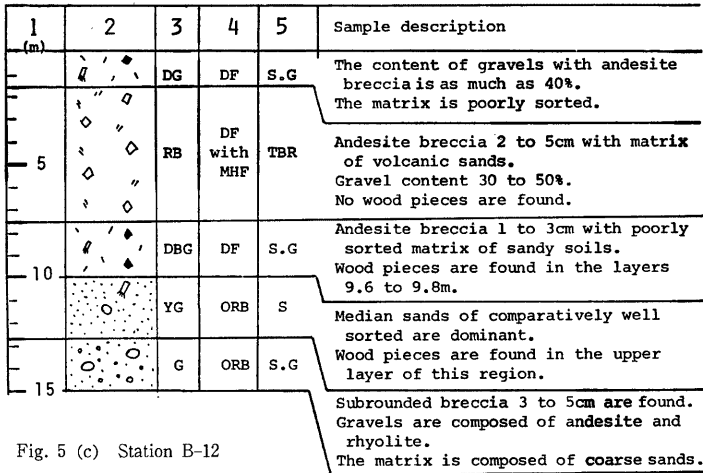 1 2 3 4 5 Sample description
(m)
DG DF S.G
The content of gravels with andesite
breccia is as much as 40%.
The matrix is poorly sorted.
5
RB
DF
with
MHF
TBR
Andesite breccia 2 to 5cm with matrix
of volcanic sands.
Gravel content 30 to 50%.
No wood pieces are found.
DBG DF S.G
Andesite breccia 1 to 3cm with poorly
sorted matrix of sandy soils.
Wood pieces are found in the layers
9.6 to 9.8m.
10
YG ORB S
Median sands of comparatively well
sorted are dominant.
Wood pieces are found in the upper
layer of this region.
G ORB S.G
15
Subrounded breccia 3 to 5cm are found.
Gravels are composed of andesite and
rhyolite.
The matrix is composed of coarse sands.
Fig. 5 (c) Station B-12